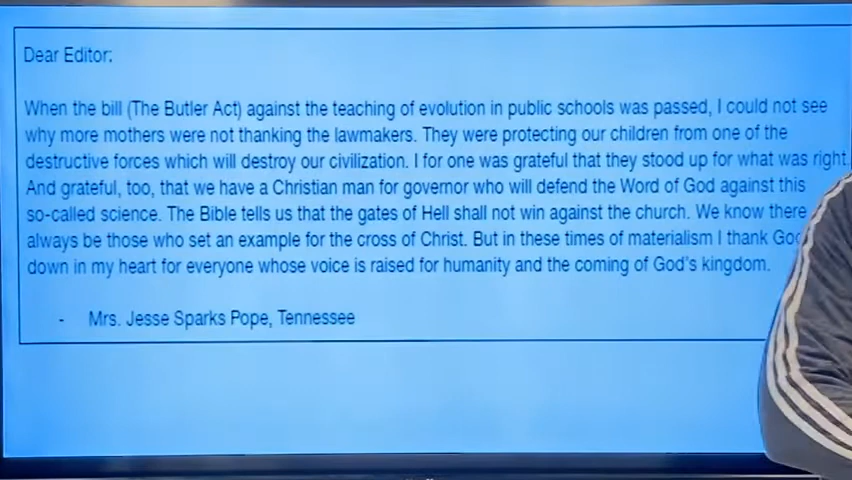 Dear Editor:
When the bill (The Butler Act) against the teaching of evolution in public schools was passed, I could not see
why more mothers were not thanking the lawmakers. They were protecting our children from one of the
destructive forces which will destroy our civilization. I for one was grateful that they stood up for what was right.
And grateful, too, that we have a Christian man for governor who will defend the Word of God against this
so-called science. The Bible tells us that the gates of Hell shall not win against the church. We know there
always be those who set an example for the cross of Christ. But in these times of materialism I thank God
down in my heart for everyone whose voice is raised for humanity and the coming of God's kingdom.
- Mrs. Jesse Sparks Pope, Tennessee